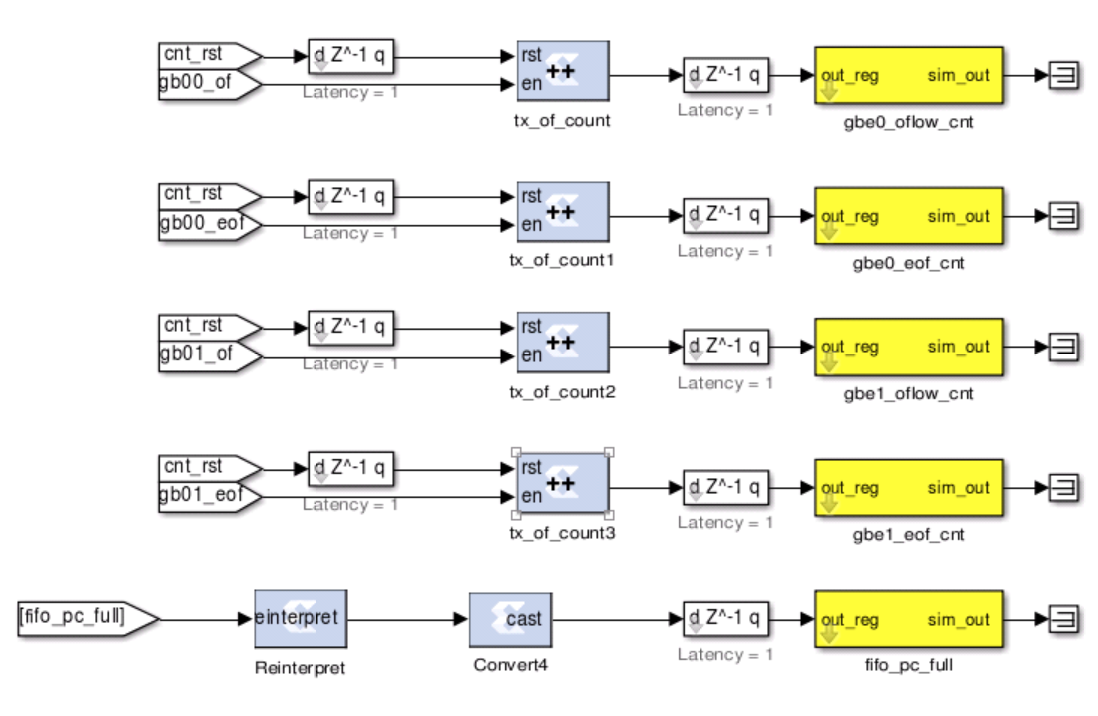 cnt_rst d Z^-1 q rst ++ d Z^-1 q out_reg sim_out
gb00_of en
Latency = 1 Latency = 1
tx_of_count gbe0_oflow_cnt
cnt_rst d Z^-1 q rst ++ d Z^-1 q out_reg sim_out
gb00_eof en
Latency = 1 Latency = 1
tx_of_count1 gbe0_eof_cnt
cnt_rst d Z^-1 q rst ++ d Z^-1 q out_reg sim_out
gb01_of en
Latency = 1 Latency = 1
tx_of_count2 gbe1_oflow_cnt
cnt_rst d Z^-1 q rst ++ d Z^-1 q out_reg sim_out
gb01_eof en
Latency = 1 Latency = 1
tx_of_count3 gbe1_eof_cnt
[fifo_pc_full] einterpret cast d Z^-1 q out_reg sim_out
Latency = 1
Reinterpret Convert4 fifo_pc_full